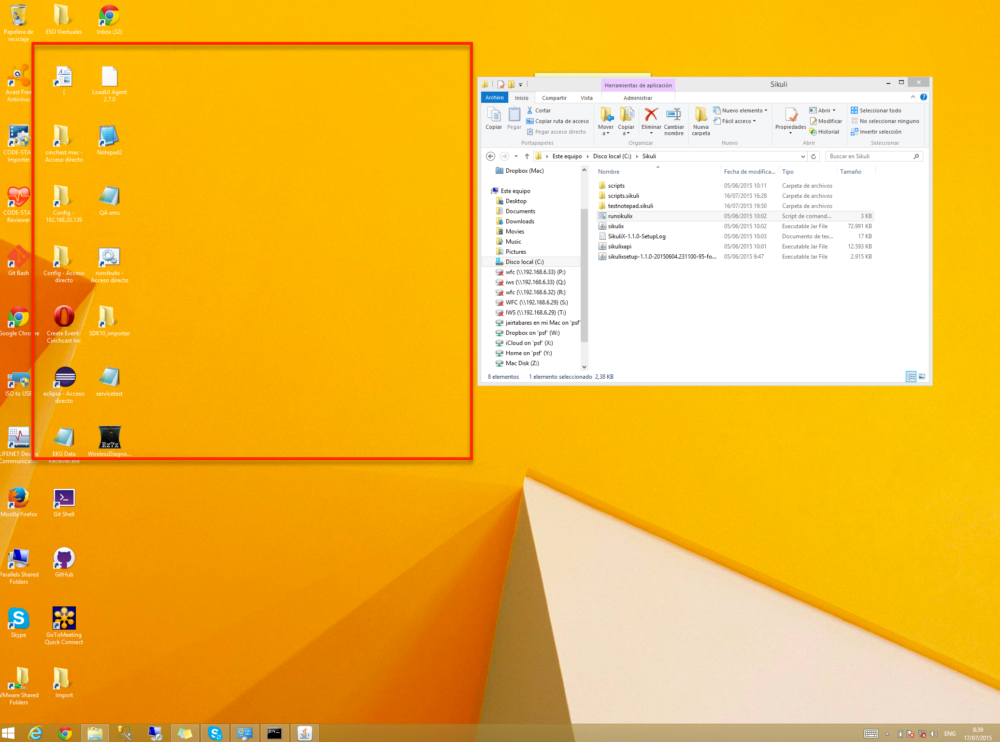 Papelera de
reciclaje
ESO Viertuales
Inbox (32)
Avast Free
Antivirus
[
LoadUI Agent
2.7.0
Importer
cinchast mac -
Acceso directo
Notepad2
Reviewer
Config -
192.168.20.139
QA ams
Git Bash
Config - Acceso
directo
runsikulix -
Acceso directo
Google Chrome
Create Event-
Cinchcast Inc
SDK10_importer
ISO to USB
eclipse - Acceso
directo
servicetest
LIFENET Device
Communicati...
EKG Data
Receiver.exe
WirelessDiagno...
Mozilla Firefox
Git Shell
Parallels Shared
Folders
GitHub
Skype
GoToMeeting
Quick Connect
VMware Shared
Folders
Import
Herramientas de aplicación
Sikuli
Archivo Inicio Compartir Vista Administrar
Copiar
Pegar
Cortar
Copiar ruta de acceso
Pegar acceso directo
Portapapeles
Mover
a
Copiar
a
Eliminar
Cambiar
nombre
Organizar
Nueva
carpeta
Nuevo elemento
Fácil acceso
Nuevo
Propiedades
Abrir
Modificar
Historial
Abrir
Seleccionar todo
No seleccionar ninguno
Invertir selección
Seleccionar
Este equipo Disco local (C:) Sikuli
Buscar en Sikuli
Dropbox (Mac)
Este equipo
Desktop
Documents
Downloads
Movies
Music
Pictures
Disco local (C:)
wfc (\\192.168.6.33) (P:)
iws (\\192.168.6.33) (Q:)
wfc (\\192.168.6.32) (R:)
WFC (\\192.168.6.29) (S:)
IWS (\\192.168.6.29) (T:)
jairtabares en mi Mac on 'psf'
Dropbox on 'psf' (W:)
iCloud on 'psf' (X:)
Home on 'psf' (Y:)
Mac Disk (Z:)
Nombre Fecha de modifica... Tipo Tamaño
scripts 05/06/2015 10:11 Carpeta de archivos
scripts.sikuli 16/07/2015 16:28 Carpeta de archivos
testnotepad.sikuli 16/07/2015 19:50 Carpeta de archivos
runsikulix 05/06/2015 10:02 Script de comand... 3 KB
sikulix 05/06/2015 10:02 Executable Jar File 72.991 KB
SikuliX-1.1.0-SetupLog 05/06/2015 10:03 Documento de tex... 17 KB
sikulixapi 05/06/2015 10:01 Executable Jar File 12.593 KB
sikulixsetup-1.1.0-20150604.231100-95-fo... 05/06/2015 9:47 Executable Jar File 2.915 KB
8 elementos 1 elemento seleccionado 2,38 KB
ENG
8:39
17/07/2015